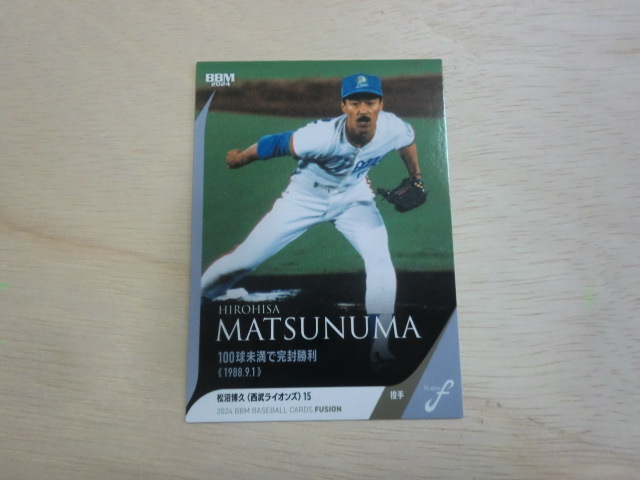 BBM
2024
Lions
HIROHISA
MATSUNUMA
100球未満で完封勝利
《1988.9.1》
松沼博久〈西武ライオンズ〉15
投手
2024 BBM BASEBALL CARDS FUSION
f